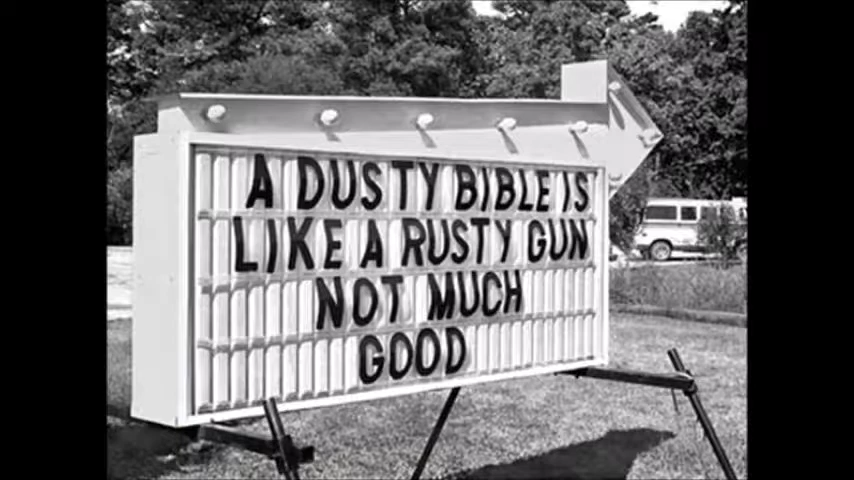 A DUSTY BIBLE IS
LIKE A RUSTY GUN
NOT MUCH
GOOD